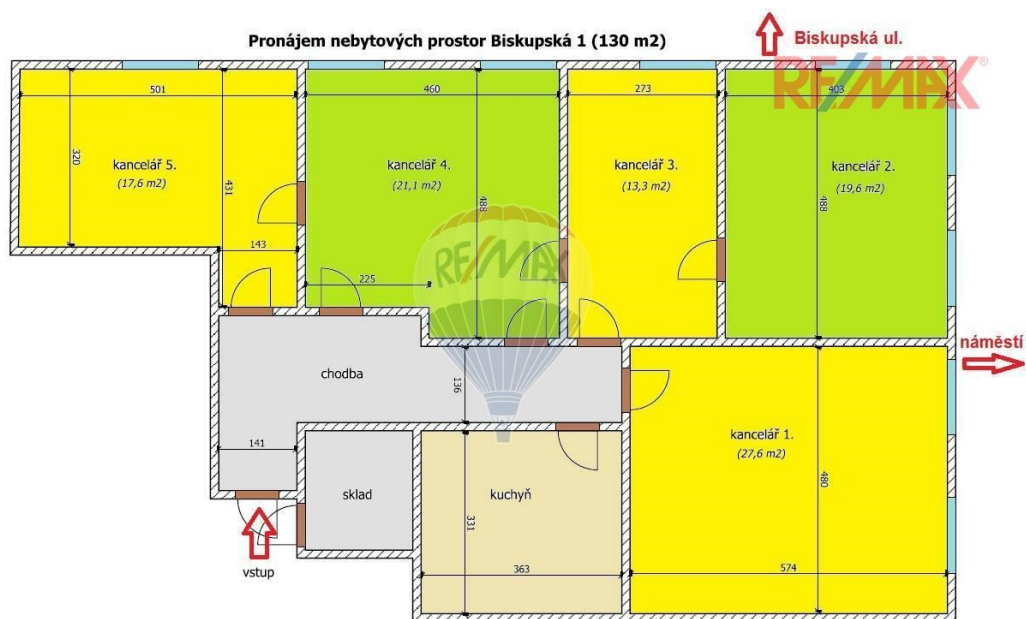 Pronájem nebytových prostor Biskupská 1 (130 m2)
Biskupská ul.
RE/MAX®
501
460
273
403
320
431
kancelář 5.
(17,6 m2)
143
kancelář 4.
(21,1 m2)
488
225
kancelář 3.
(13,3 m2)
kancelář 2.
(19,6 m2)
488
RE/MAX
náměstí
chodba
136
141
kancelář 1.
(27,6 m2)
480
574
sklad
kuchyň
331
363
vstup